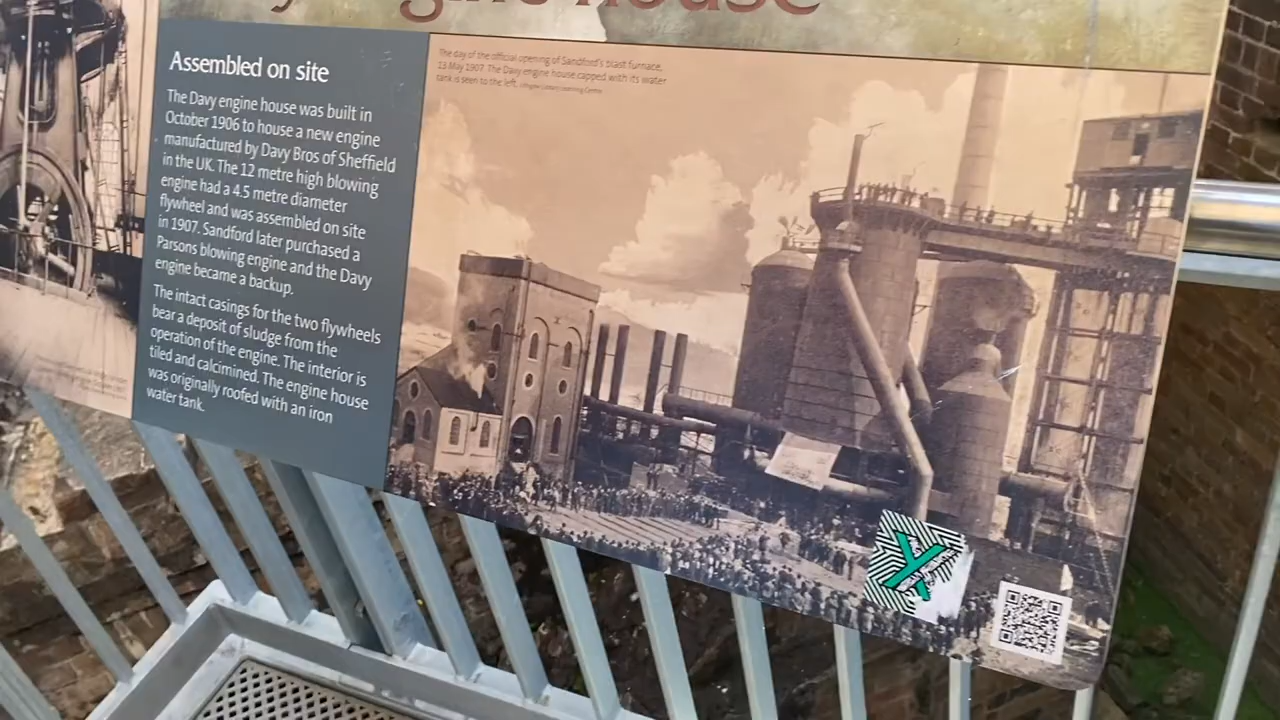 engine house
Assembled on site
The Davy engine house was built in
October 1906 to house a new engine
manufactured by Davy Bros of Sheffield
in the UK. The 12 metre high blowing
engine had a 4.5 metre diameter
flywheel and was assembled on site
in 1907. Sandford later purchased a
Parsons blowing engine and the Davy
engine became a backup.
The intact casings for the two flywheels
bear a deposit of sludge from the
operation of the engine. The interior is
tiled and calcimined. The engine house
was originally roofed with an iron
water tank.
The day of the official opening of Sandford's blast furnace,
13 May 1907. The Davy engine house capped with its water
tank is seen to the left.